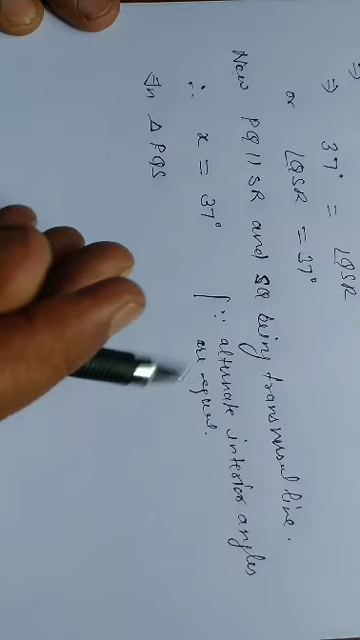 ⇒
⇒ 37° = ∠QSR
or ∠QSR = 37°
Now PQ || SR and SQ being transversal line.
∴ x = 37° [∵ alternate interior angles
are equal.
In Δ PQS